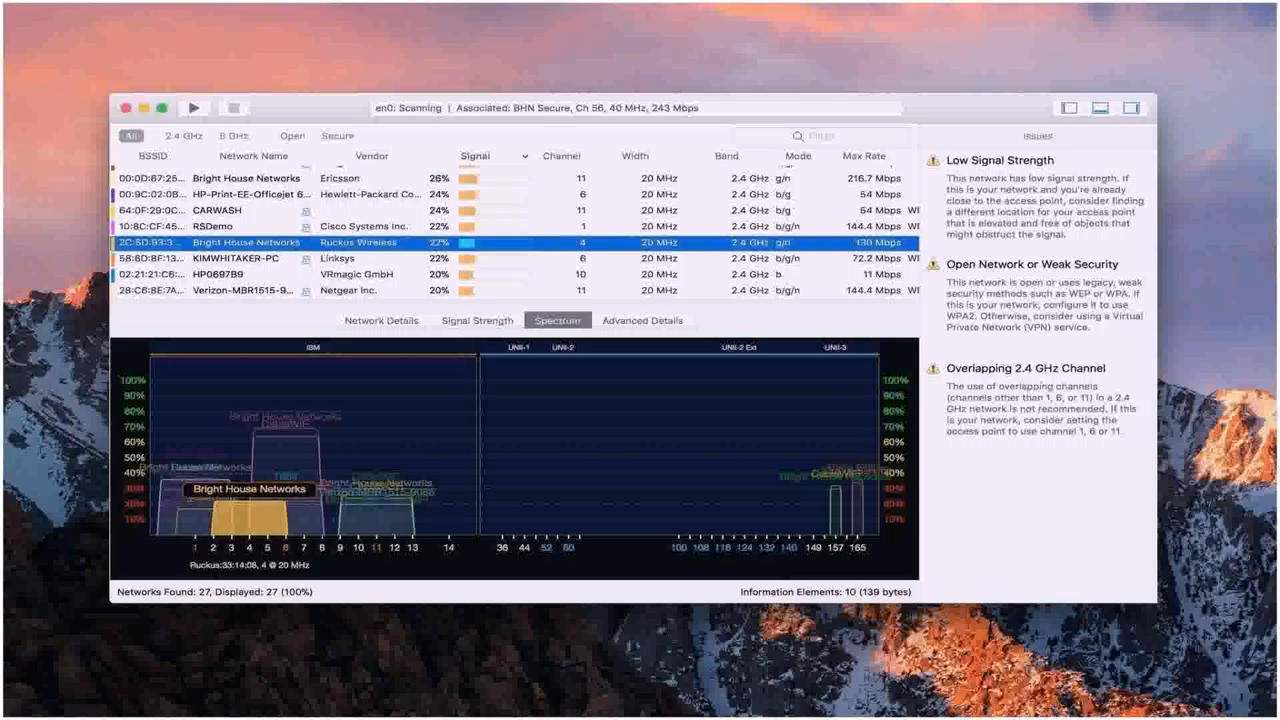 en0: Scanning | Associated: BHN Secure, Ch 56, 40 MHz, 243 Mbps
All 2.4 GHz 5 GHz Open Secure Filter
BSSID Network Name Vendor Signal Channel Width Band Mode Max Rate
00:0D:67:25... Bright House Networks Ericsson 26% 11 20 MHz 2.4 GHz g/n 216.7 Mbps
00:9C:02:0B... HP-Print-EE-Officejet 6... Hewlett-Packard Co... 24% 6 20 MHz 2.4 GHz b/g 54 Mbps
64:0F:29:0C... CARWASH 24% 11 20 MHz 2.4 GHz b/g 54 Mbps WI
10:8C:CF:45... RSDemo Cisco Systems Inc. 22% 1 20 MHz 2.4 GHz b/g/n 144.4 Mbps WI
2C:5D:93:3... Bright House Networks Ruckus Wireless 22% 4 20 MHz 2.4 GHz g/n 130 Mbps
58:6D:8F:13... KIMWHITAKER-PC Linksys 22% 6 20 MHz 2.4 GHz b/g/n 72.2 Mbps WI
02:21:21:C6:... HP0697B9 VRmagic GmbH 20% 10 20 MHz 2.4 GHz b 11 Mbps
28:C6:8E:7A... Verizon-MBR1515-9... Netgear Inc. 20% 11 20 MHz 2.4 GHz b/g/n 144.4 Mbps WI
Network Details Signal Strength Spectrum Advanced Details
ISM UNII-1 UNII-2 UNII-2 Ext UNII-3
100% 100%
90% 90%
80% 80%
Bright House Networks
70% 70%
60% 60%
50% 50%
40% 40%
30% 30%
Bright House Networks
20% 20%
10% 10%
1 2 3 4 5 6 7 8 9 10 11 12 13 14 36 44 52 60 100 108 116 124 132 140 149 157 165
Ruckus:33:14:08, 4 @ 20 MHz
Networks Found: 27, Displayed: 27 (100%) Information Elements: 10 (139 bytes)
Issues
Low Signal Strength
This network has low signal strength. If
this is your network and you're already
close to the access point, consider finding
a different location for your access point
that is elevated and free of objects that
might obstruct the signal.
Open Network or Weak Security
This network is open or uses legacy, weak
security methods such as WEP or WPA. If
this is your network, configure it to use
WPA2. Otherwise, consider using a Virtual
Private Network (VPN) service.
Overlapping 2.4 GHz Channel
The use of overlapping channels
(channels other than 1, 6, or 11) in a 2.4
GHz network is not recommended. If this
is your network, consider setting the
access point to use channel 1, 6 or 11.